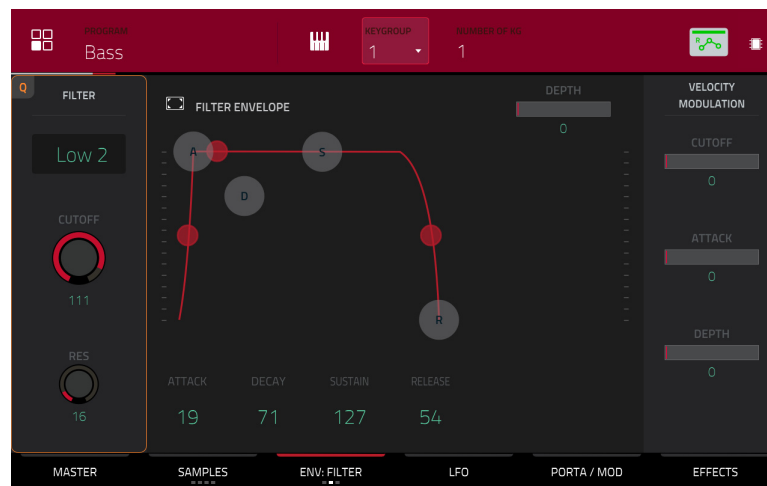 PROGRAM
Bass
KEYGROUP
1
NUMBER OF KG
1
R
Q
FILTER
Low 2
CUTOFF
111
RES
16
FILTER ENVELOPE
DEPTH
0
A
S
D
R
ATTACK DECAY SUSTAIN RELEASE
19 71 127 54
VELOCITY
MODULATION
CUTOFF
0
ATTACK
0
DEPTH
0
MASTER SAMPLES ENV: FILTER LFO PORTA / MOD EFFECTS